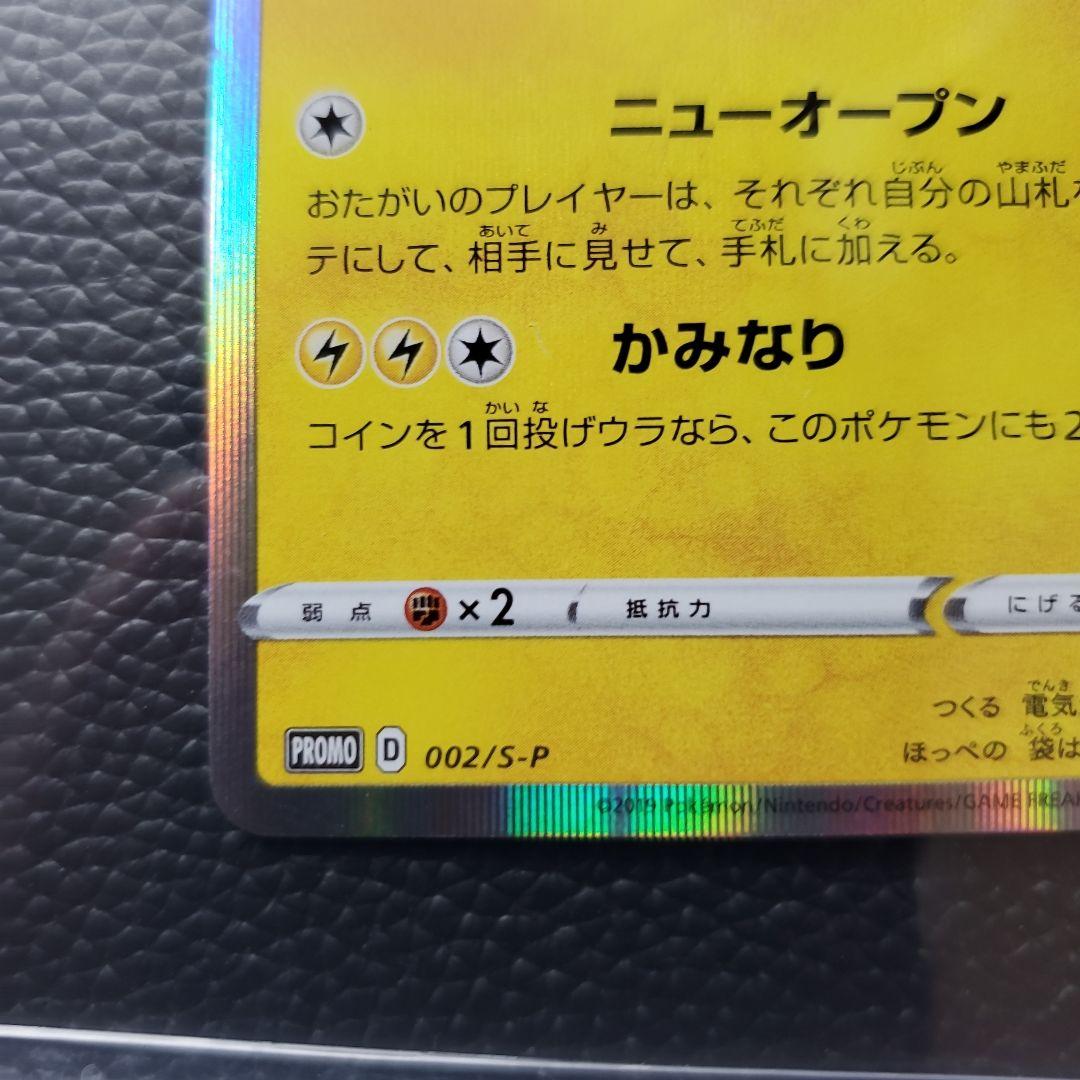 ニューオープン
おたがいのプレイヤーは、それぞれ自分の山札
じぶん やまふだ
テにして、相手に見せて、手札に加える。
あいて み てふだ くわ
かみなり
コインを1回投げウラなら、このポケモンにも2
かい な
弱点 ×2 抵抗力 にげる
つくる 電気
でんき
ほっぺの 袋は
ふくろ
PROMO D 002/S-P
©2019 Pokémon/Nintendo/Creatures/GAME FREAK